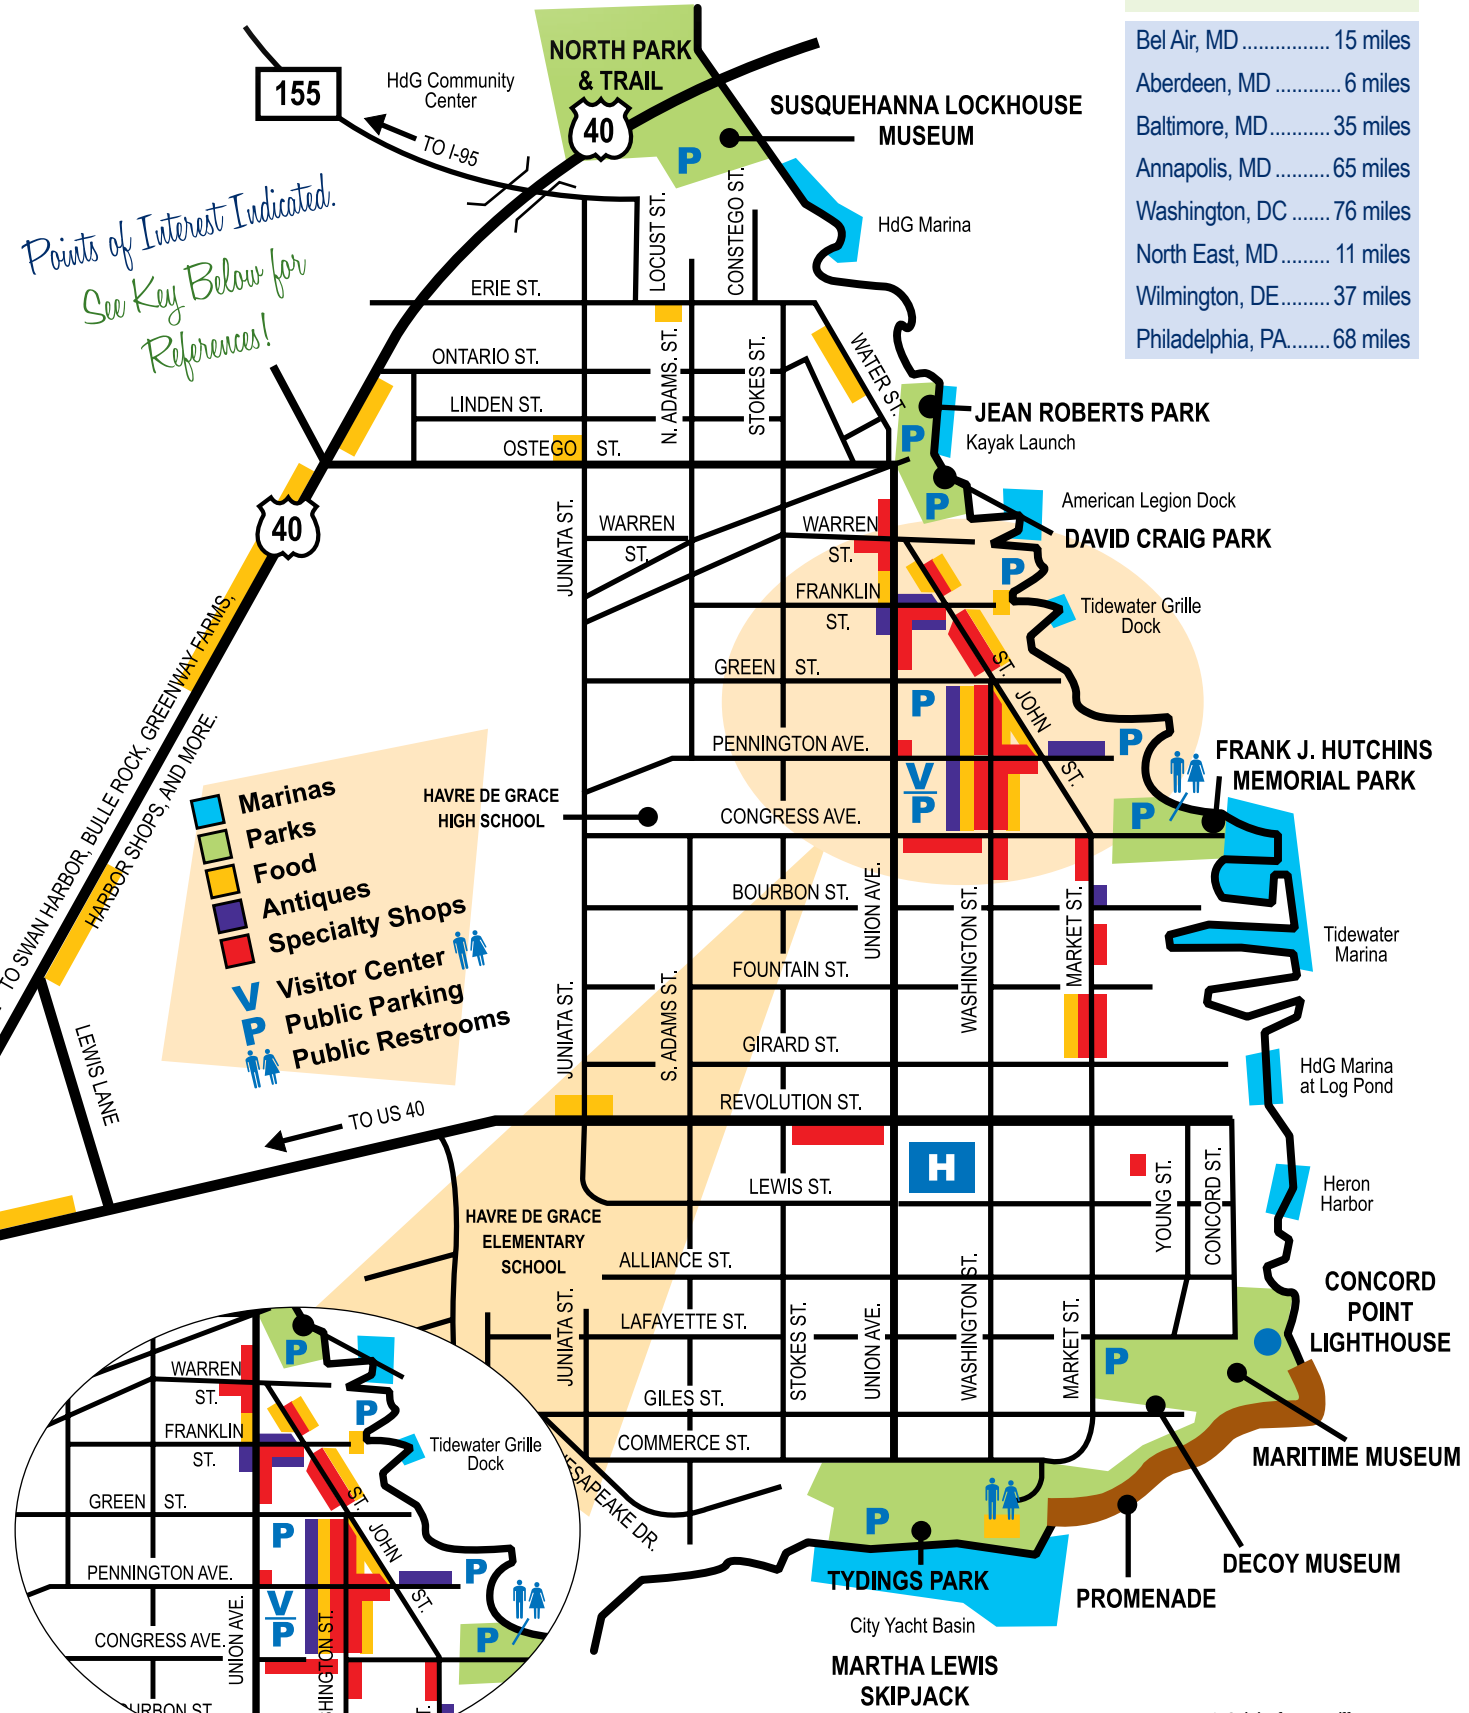 Bel Air, MD ................ 15 miles
Aberdeen, MD ............ 6 miles
Baltimore, MD ........... 35 miles
Annapolis, MD .......... 65 miles
Washington, DC ....... 76 miles
North East, MD ......... 11 miles
Wilmington, DE ......... 37 miles
Philadelphia, PA ........ 68 miles
NORTH PARK
& TRAIL
155
HdG Community
Center
TO I-95
40
P
SUSQUEHANNA LOCKHOUSE
MUSEUM
HdG Marina
Points of Interest Indicated.
See Key Below for
References!
LOCUST ST.
CONSTEGO ST.
ERIE ST.
ONTARIO ST.
N. ADAMS. ST.
STOKES ST.
WATER ST.
LINDEN ST.
OSTEGO ST.
JEAN ROBERTS PARK
Kayak Launch
P
P
American Legion Dock
DAVID CRAIG PARK
40
JUNIATA ST.
WARREN
ST.
WARREN
ST.
P
FRANKLIN
ST.
Tidewater Grille
Dock
GREEN ST.
ST. JOHN ST.
P
PENNINGTON AVE.
P
V
P
CONGRESS AVE.
FRANK J. HUTCHINS
MEMORIAL PARK
P
TO SWAN HARBOR, BULLE ROCK, GREENWAY FARMS,
HARBOR SHOPS, AND MORE.
HAVRE DE GRACE
HIGH SCHOOL
Marinas
Parks
Food
Antiques
Specialty Shops
V Visitor Center
P Public Parking
Public Restrooms
BOURBON ST.
UNION AVE.
WASHINGTON ST.
MARKET ST.
Tidewater
Marina
FOUNTAIN ST.
JUNIATA ST.
S. ADAMS ST.
GIRARD ST.
HdG Marina
at Log Pond
REVOLUTION ST.
LEWIS LANE
TO US 40
H
LEWIS ST.
YOUNG ST.
CONCORD ST.
Heron
Harbor
HAVRE DE GRACE
ELEMENTARY
SCHOOL
ALLIANCE ST.
LAFAYETTE ST.
JUNIATA ST.
STOKES ST.
UNION AVE.
WASHINGTON ST.
MARKET ST.
CONCORD
POINT
LIGHTHOUSE
P
GILES ST.
COMMERCE ST.
MARITIME MUSEUM
ESAPEAKE DR.
P
DECOY MUSEUM
TYDINGS PARK
PROMENADE
City Yacht Basin
MARTHA LEWIS
SKIPJACK
P
WARREN
ST.
P
FRANKLIN
ST.
Tidewater Grille
Dock
GREEN ST.
ST. JOHN ST.
P
PENNINGTON AVE.
P
V
P
CONGRESS AVE.
P
UNION AVE.
HINGTON ST.
URBON ST.
T.